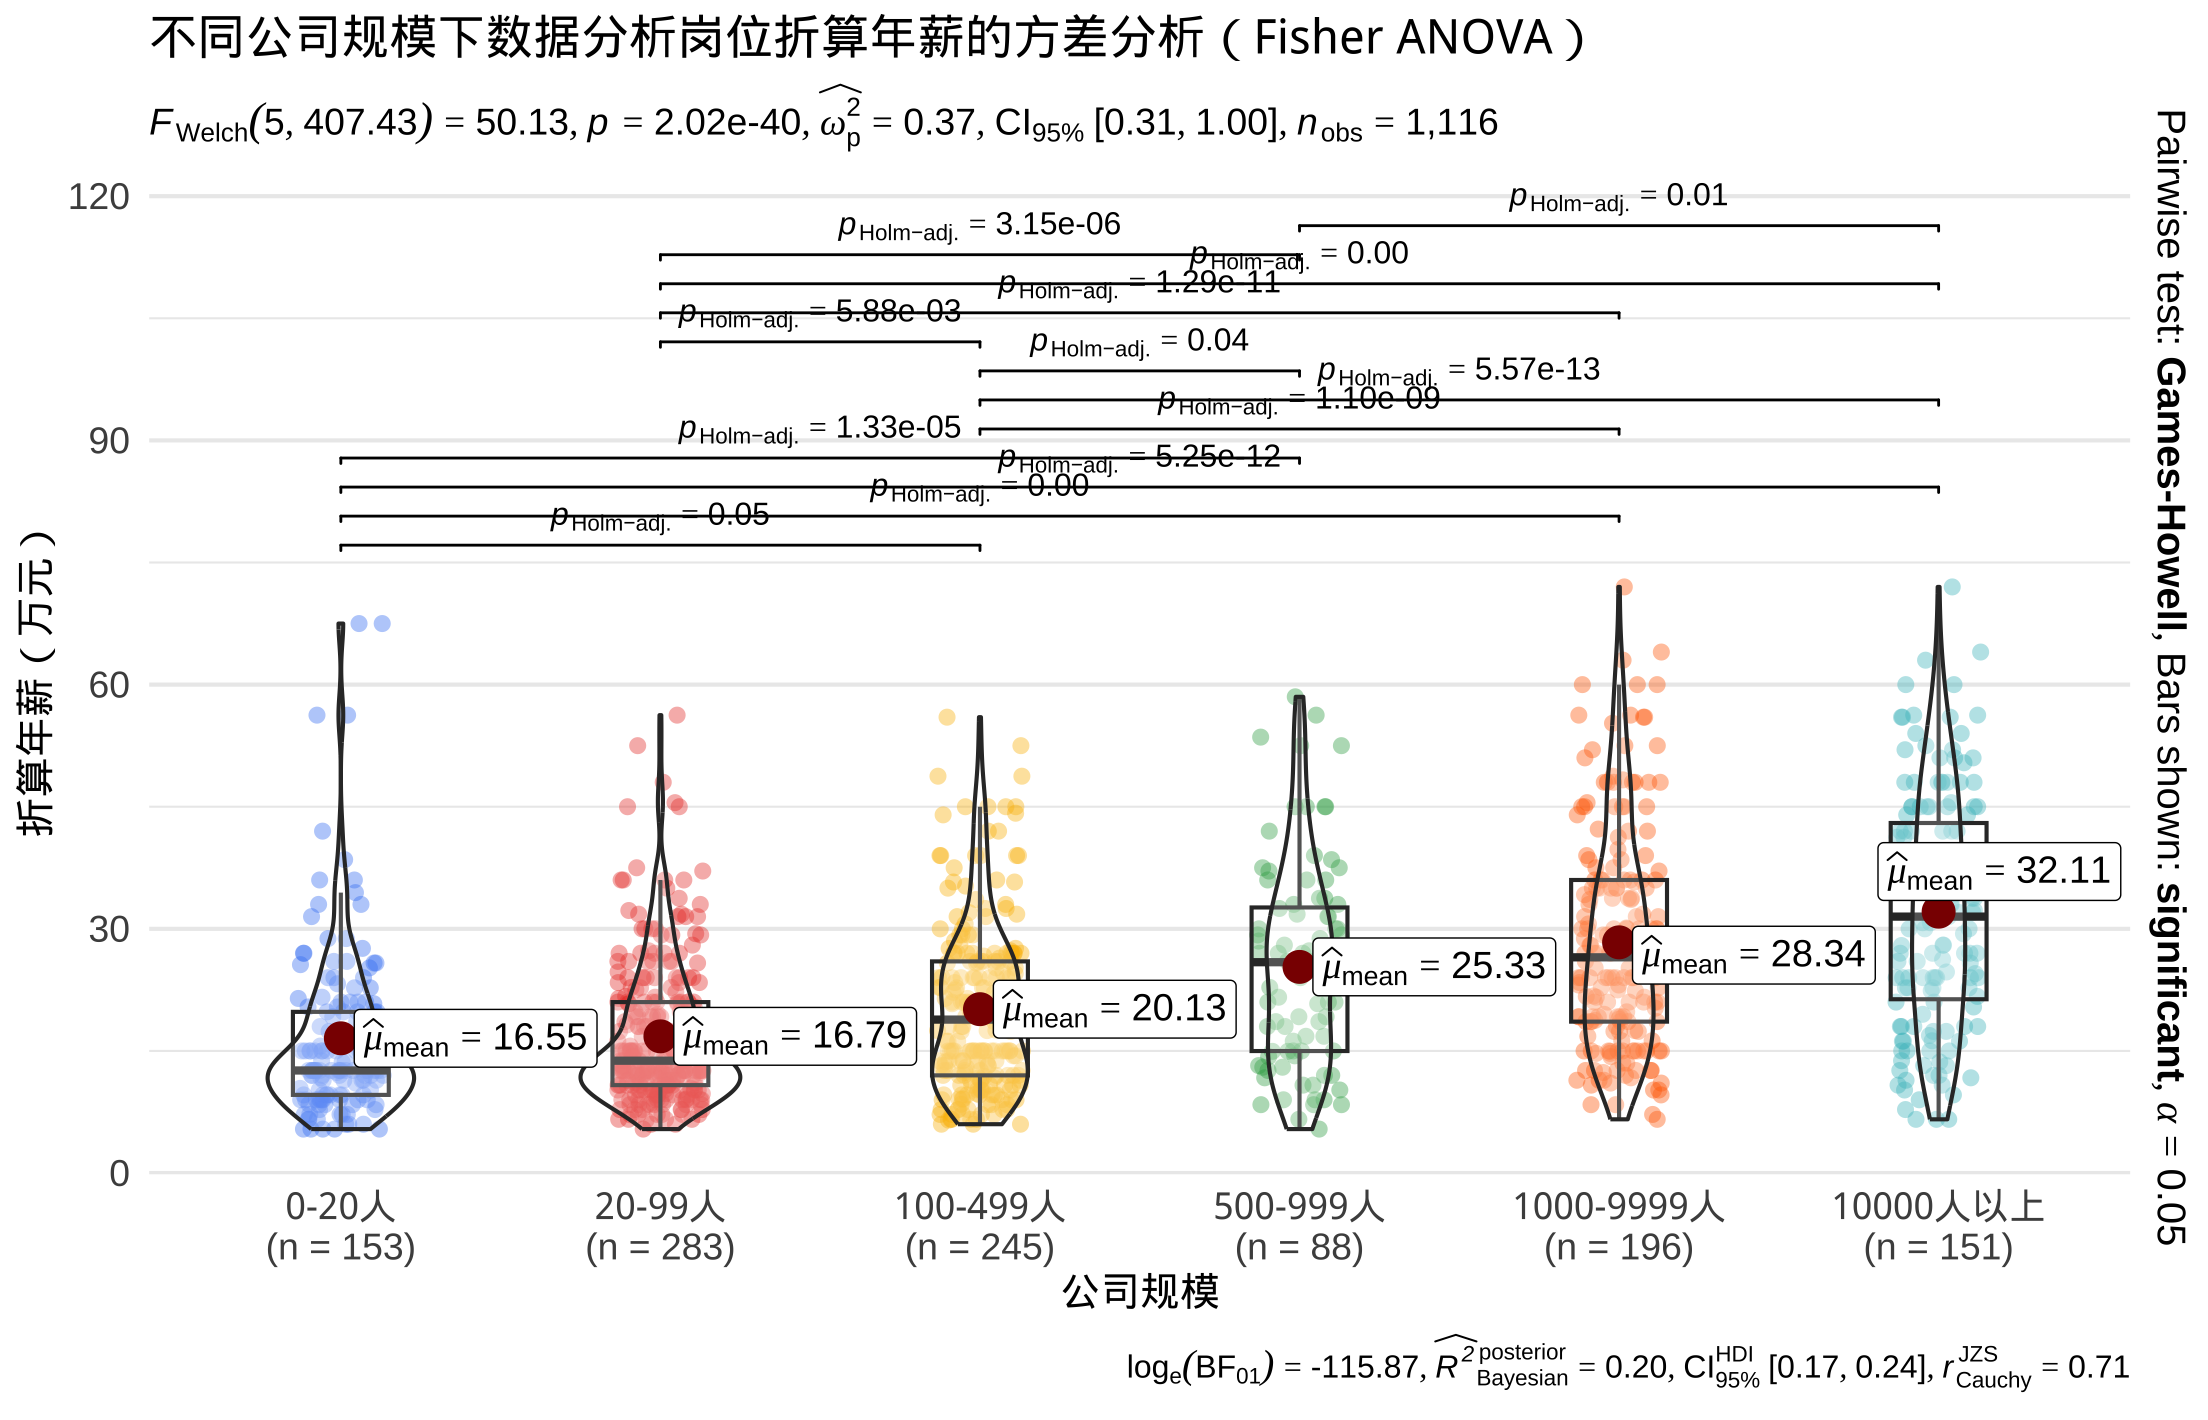 不同公司规模下数据分析岗位折算年薪的方差分析（Fisher ANOVA）
F Welch(5, 407.43) = 50.13, p = 2.02e-40, ω̂²p = 0.37, CI95% [0.31, 1.00], nobs = 1,116
pHolm−adj. = 0.01
pHolm−adj. = 3.15e-06
pHolm−adj. = 0.00
pHolm−adj. = 1.29e-11
pHolm−adj. = 5.88e-03
pHolm−adj. = 0.04
pHolm−adj. = 5.57e-13
pHolm−adj. = 1.10e-09
pHolm−adj. = 1.33e-05
pHolm−adj. = 5.25e-12
pHolm−adj. = 0.00
pHolm−adj. = 0.05
120
90
60
30
0
折算年薪（万元）
μ̂mean = 16.55
μ̂mean = 16.79
μ̂mean = 20.13
μ̂mean = 25.33
μ̂mean = 28.34
μ̂mean = 32.11
0-20人
(n = 153)
20-99人
(n = 283)
100-499人
(n = 245)
500-999人
(n = 88)
1000-9999人
(n = 196)
10000人以上
(n = 151)
公司规模
Pairwise test: Games-Howell, Bars shown: significant, α = 0.05
loge(BF01) = -115.87, R̂²posterior Bayesian = 0.20, CI HDI 95% [0.17, 0.24], r JZS Cauchy = 0.71